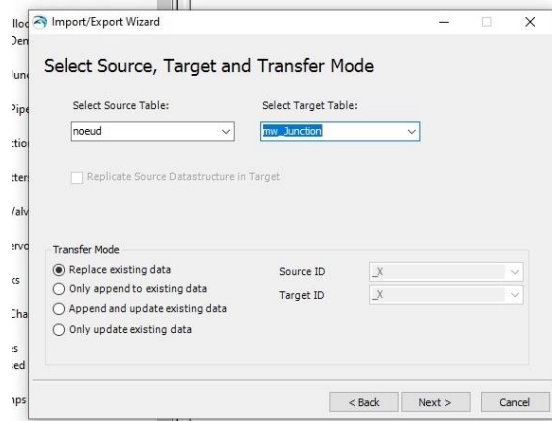 Import/Export Wizard
Select Source, Target and Transfer Mode
Select Source Table:
Select Target Table:
noeud
mw_Junction
Replicate Source Datastructure in Target
Transfer Mode
Replace existing data
Only append to existing data
Append and update existing data
Only update existing data
Source ID
_X
Target ID
_X
< Back
Next >
Cancel